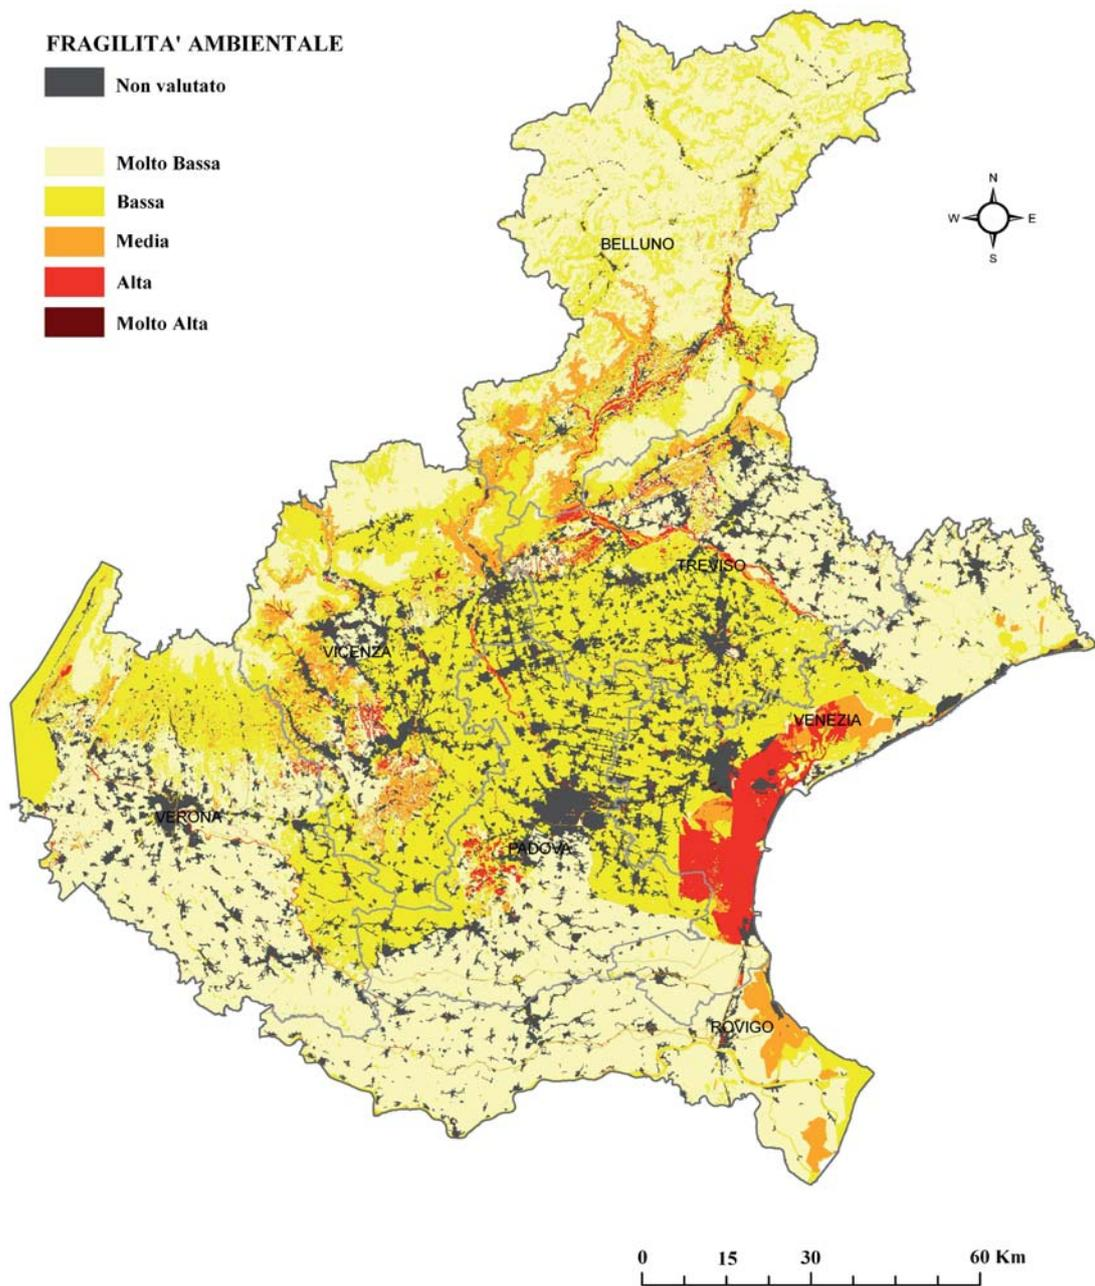 FRAGILITA' AMBIENTALE
Non valutato
Molto Bassa
Bassa
Media
Alta
Molto Alta
N
W E
S
BELLUNO
TREVISO
VICENZA
VENEZIA
VERONA
PADOVA
ROVIGO
0 15 30 60 Km